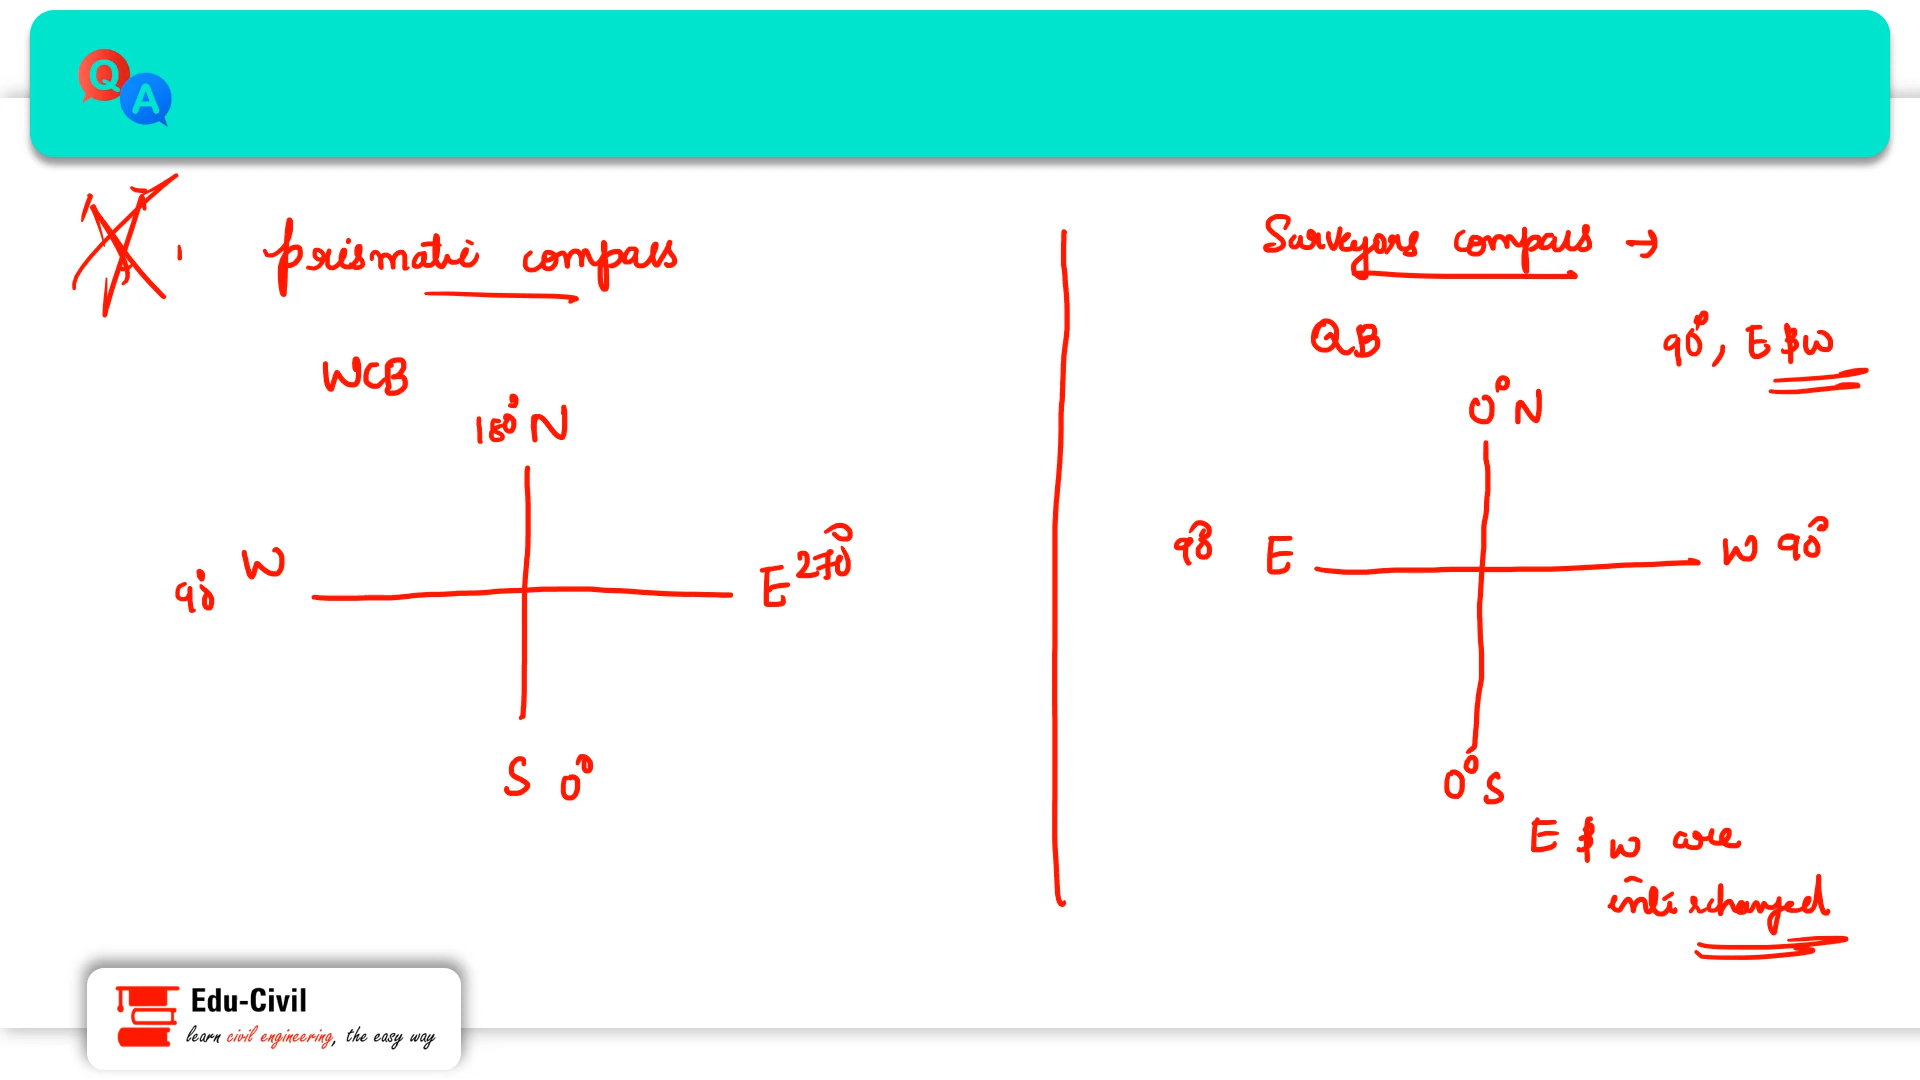 Q
A
prismatic compass
WCB
180° N
90° W
E 270°
S 0°
Surveyors compass →
QB
90°, E & W
0° N
90° E
W 90°
0° S
E & W are
interchanged
Edu-Civil
learn civil engineering, the easy way